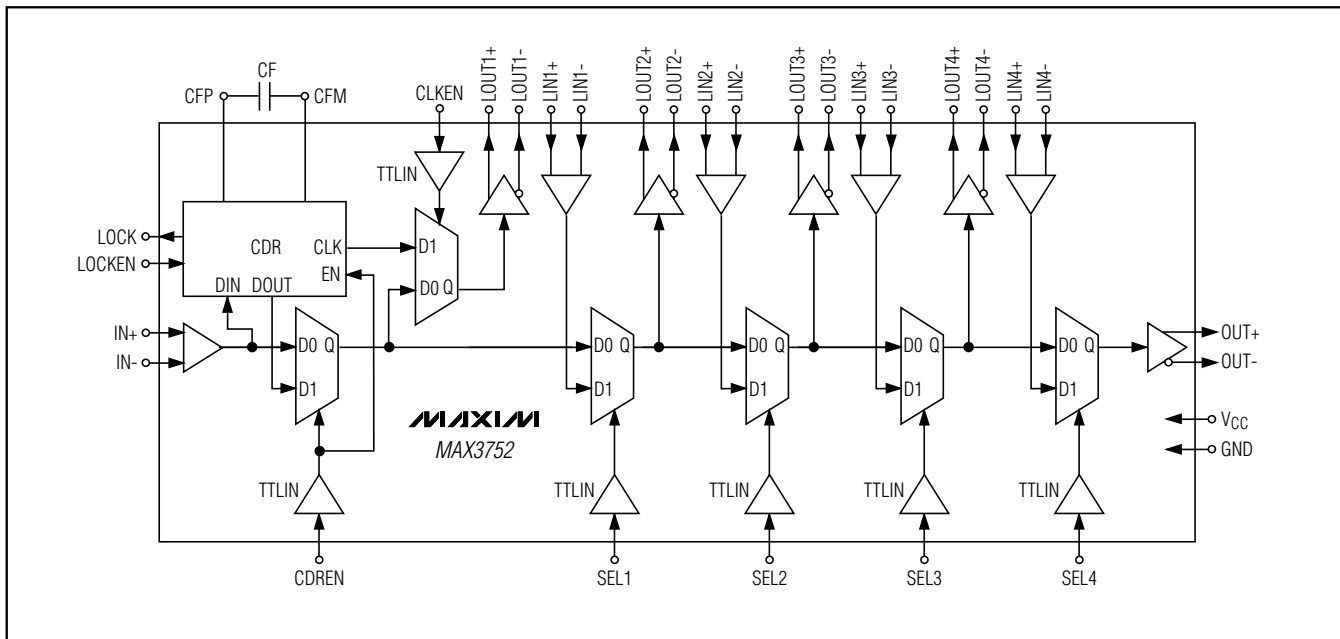 CF
CFP
CFM
CLKEN
LOUT1+
LOUT1-
LIN1+
LIN1-
LOUT2+
LOUT2-
LIN2+
LIN2-
LOUT3+
LOUT3-
LIN3+
LIN3-
LOUT4+
LOUT4-
LIN4+
LIN4-
TTLIN
LOCK
LOCKEN
CDR
CLK
EN
DIN
DOUT
D1
D0 Q
IN+
IN-
D0 Q
D1
D0 Q
D1
D0 Q
D1
D0 Q
D1
D0 Q
D1
OUT+
OUT-
VCC
GND
MAXIM
MAX3752
TTLIN
TTLIN
TTLIN
TTLIN
TTLIN
CDREN
SEL1
SEL2
SEL3
SEL4